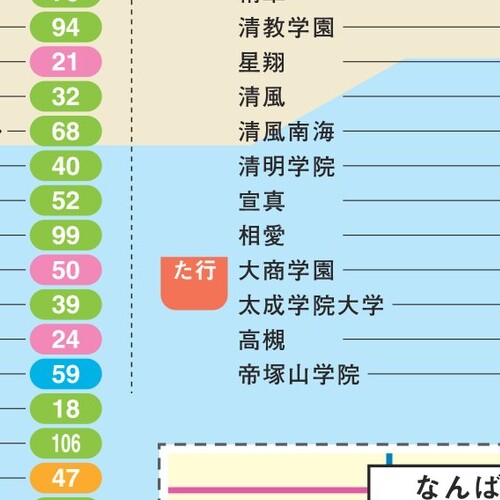 94
21
32
68
40
52
99
50
39
24
59
18
106
47
清教学園
星翔
清風
清風南海
清明学院
宣真
相愛
た行
大商学園
太成学院大学
高槻
帝塚山学院
なんば